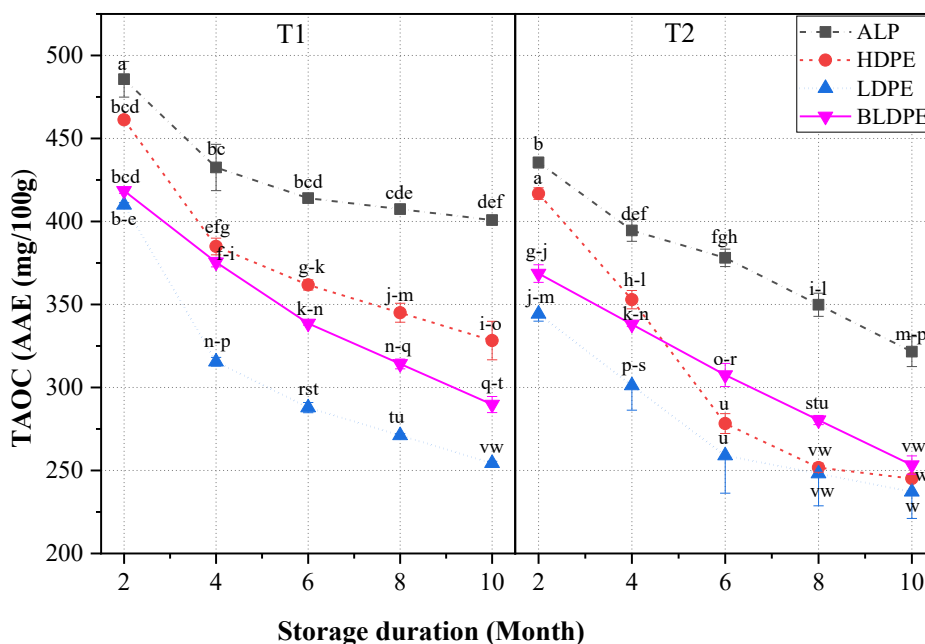 T1
T2
ALP
HDPE
LDPE
BLDPE
TAOC (AAE (mg/100g)
500
450
400
350
300
250
200
a
bcd
bcd
b-e
bc
efg
f-i
n-p
bcd
g-k
k-n
rst
cde
j-m
n-q
tu
def
i-o
q-t
vw
b
a
g-j
j-m
def
h-l
k-n
p-s
fgh
o-r
u
u
i-l
stu
vw
vw
m-p
vw
w
w
2 4 6 8 10
2 4 6 8 10
Storage duration (Month)